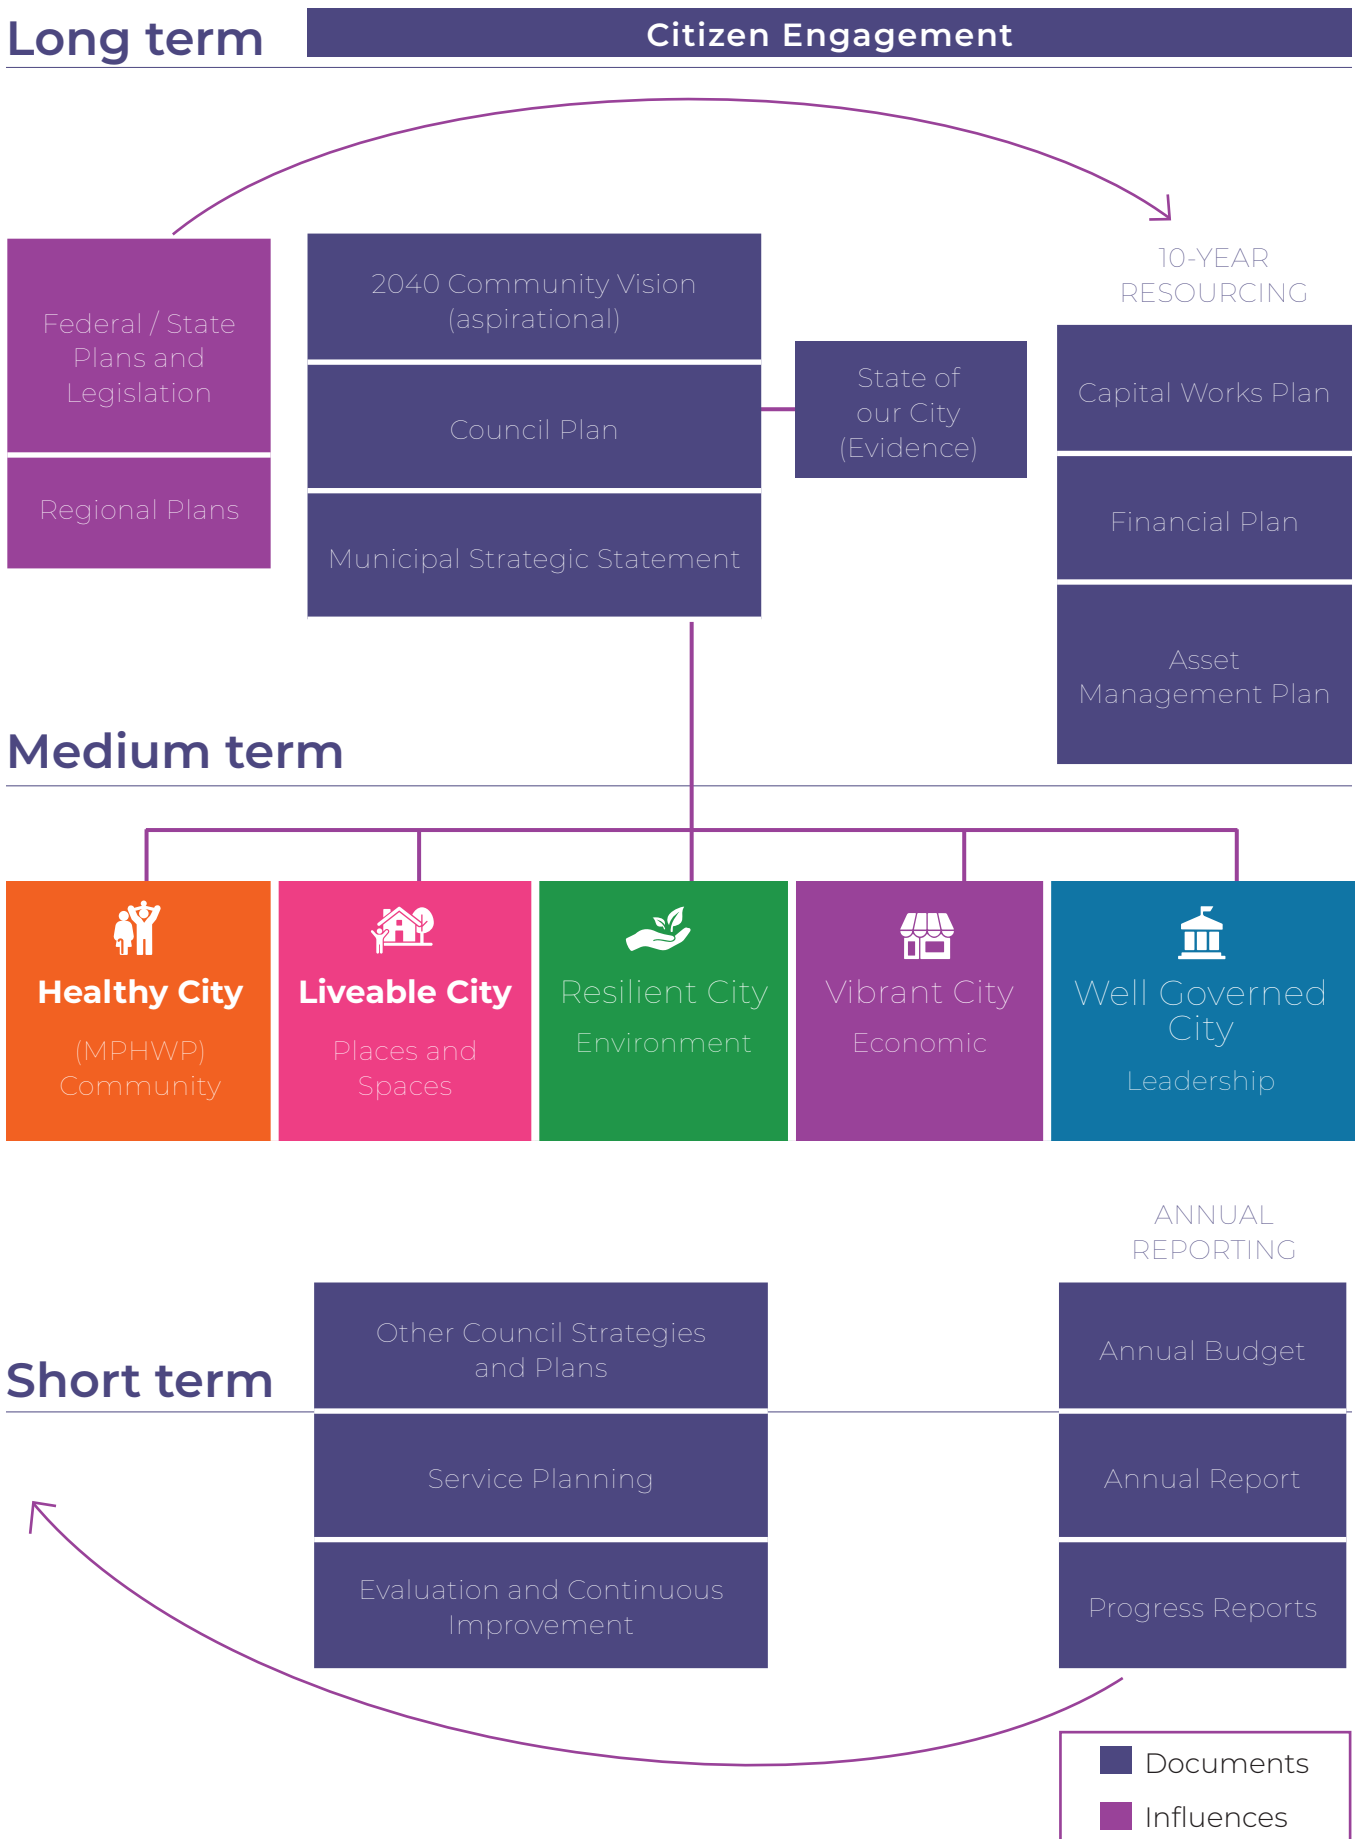 Long term
Citizen Engagement
Federal / State
Plans and
Legislation
Regional Plans
2040 Community Vision
(aspirational)
Council Plan
Municipal Strategic Statement
State of
our City
(Evidence)
10-YEAR
RESOURCING
Capital Works Plan
Financial Plan
Asset
Management Plan
Medium term
Healthy City
(MPHWP)
Community
Liveable City
Places and
Spaces
Resilient City
Environment
Vibrant City
Economic
Well Governed
City
Leadership
Short term
Other Council Strategies
and Plans
Service Planning
Evaluation and Continuous
Improvement
ANNUAL
REPORTING
Annual Budget
Annual Report
Progress Reports
Documents
Influences